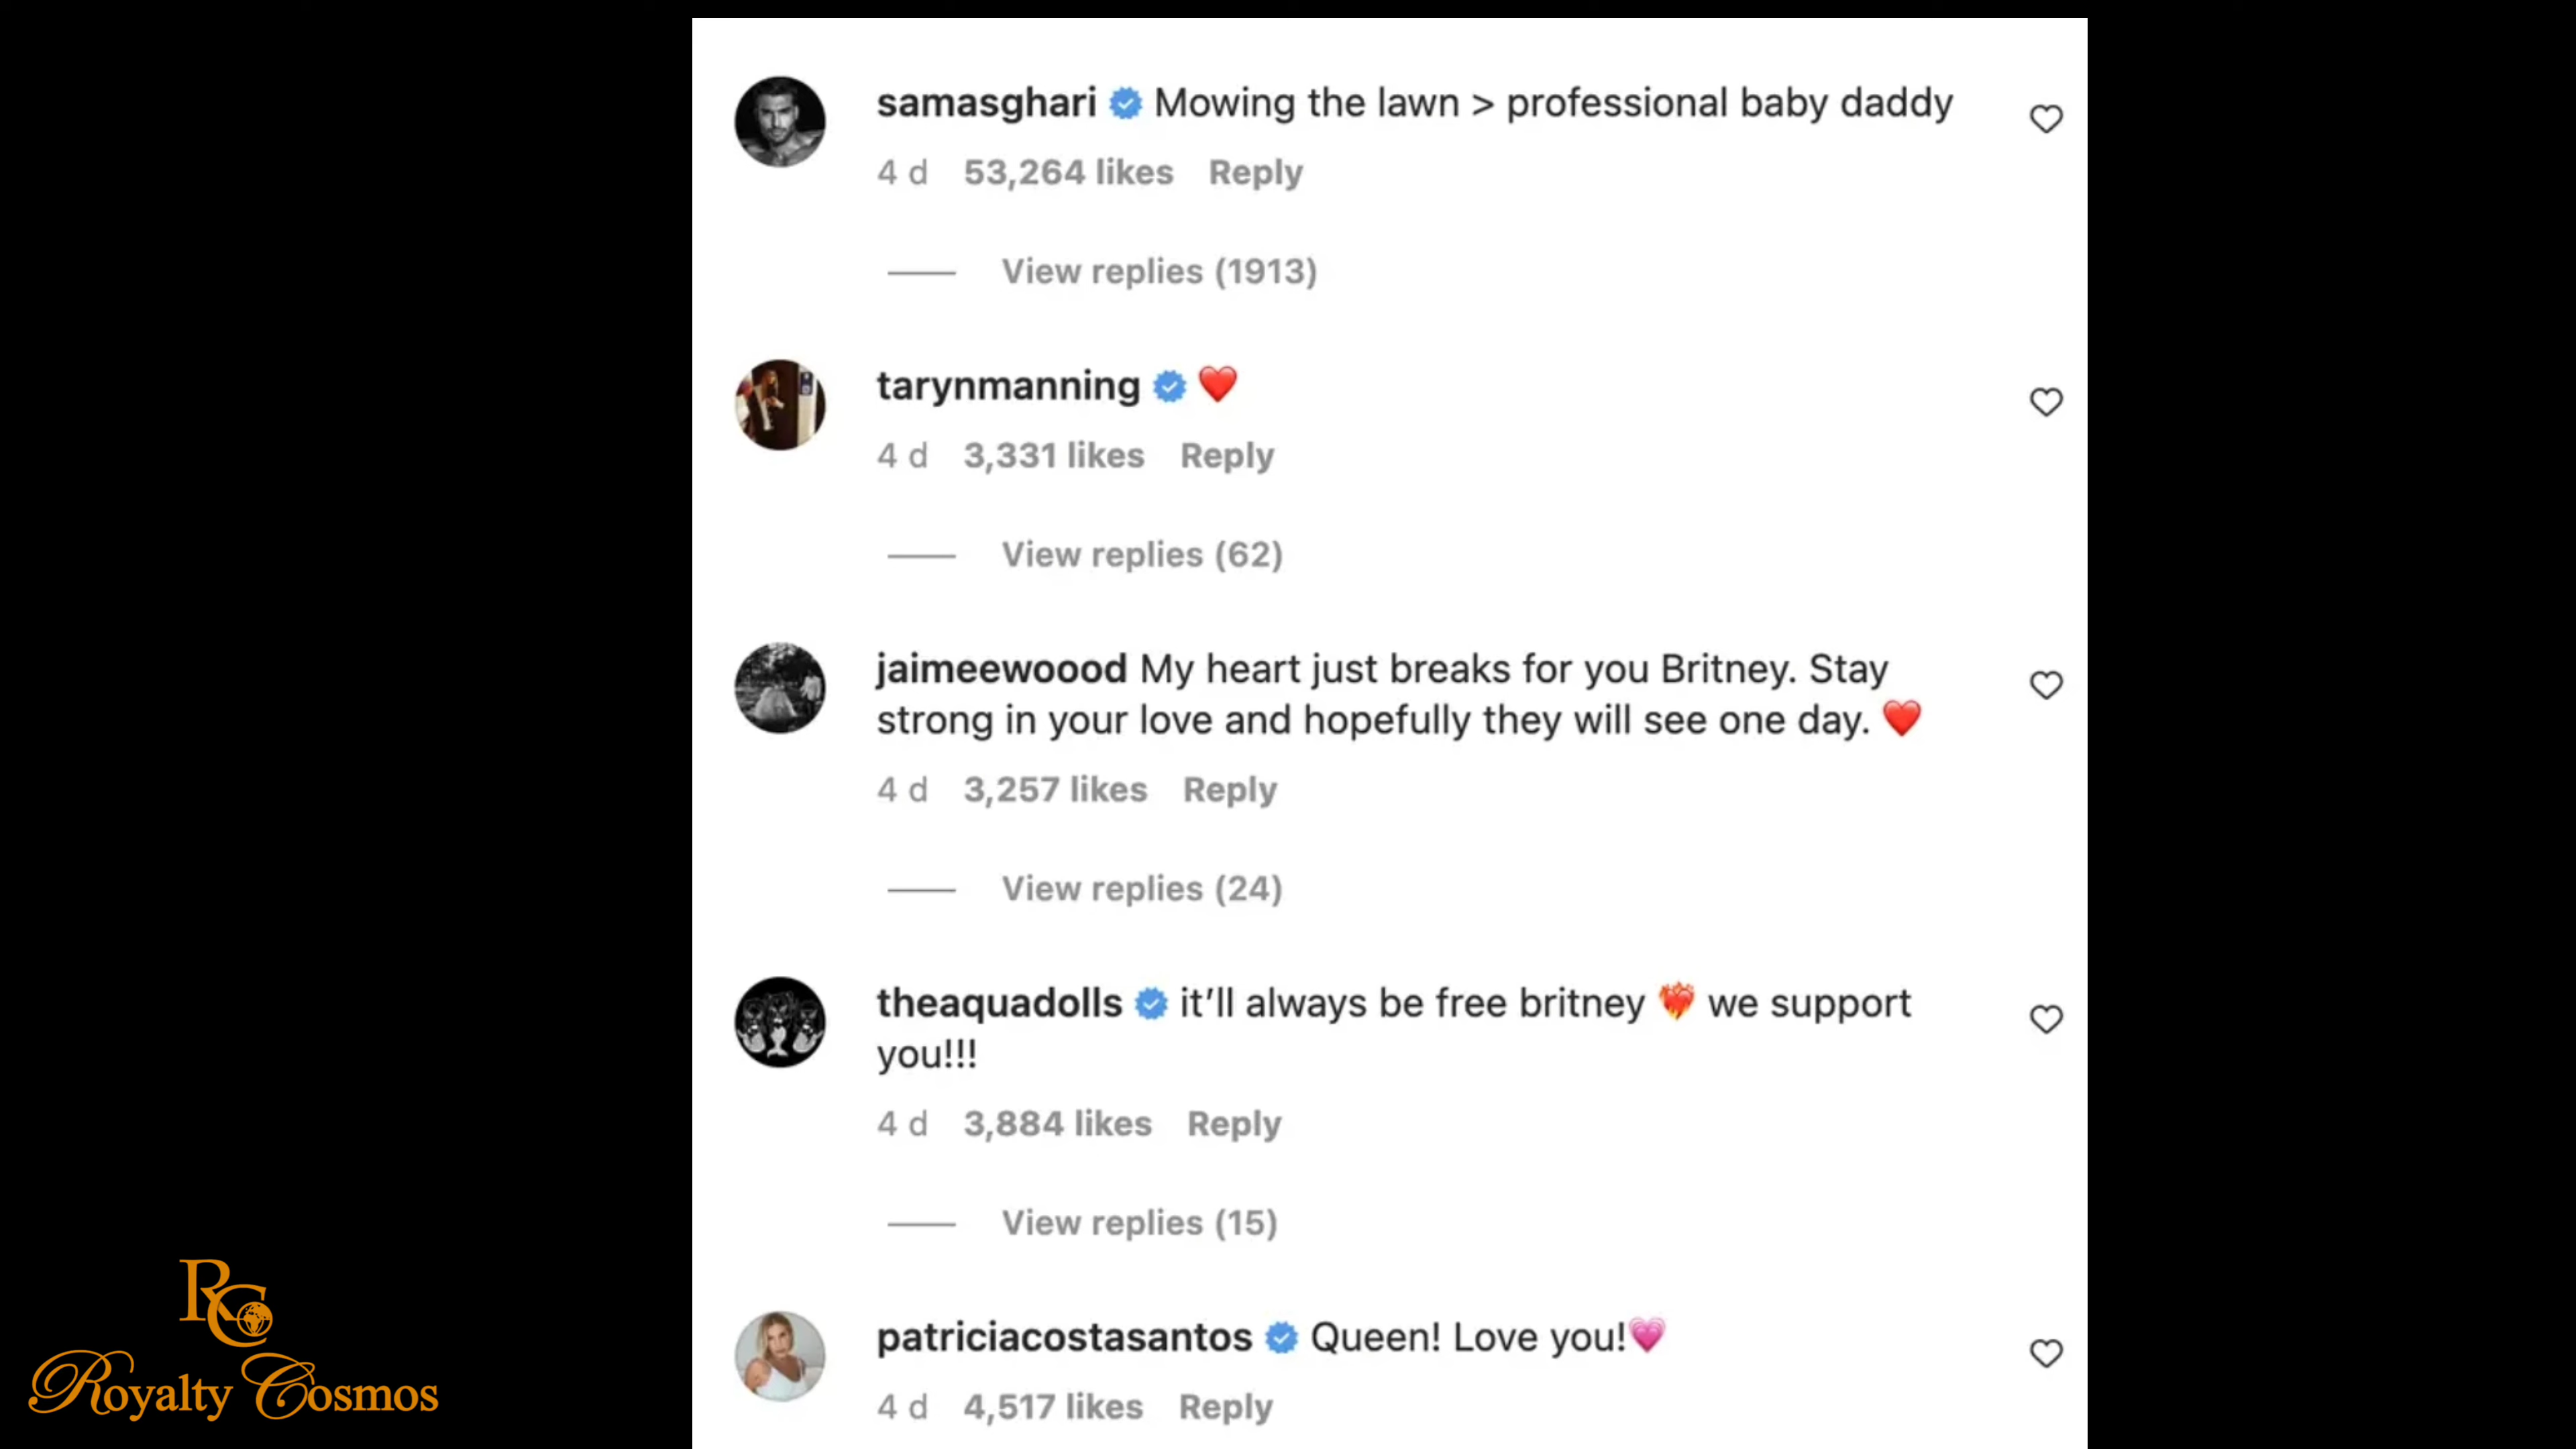 samasghari Mowing the lawn > professional baby daddy
4 d 53,264 likes Reply
View replies (1913)
tarynmanning ❤️
4 d 3,331 likes Reply
View replies (62)
jaimeewoood My heart just breaks for you Britney. Stay
strong in your love and hopefully they will see one day. ❤️
4 d 3,257 likes Reply
View replies (24)
theaquadolls it’ll always be free britney ❤️‍🔥 we support
you!!!
4 d 3,884 likes Reply
View replies (15)
patriciacostasantos Queen! Love you!💗
4 d 4,517 likes Reply
RC
Royalty Cosmos